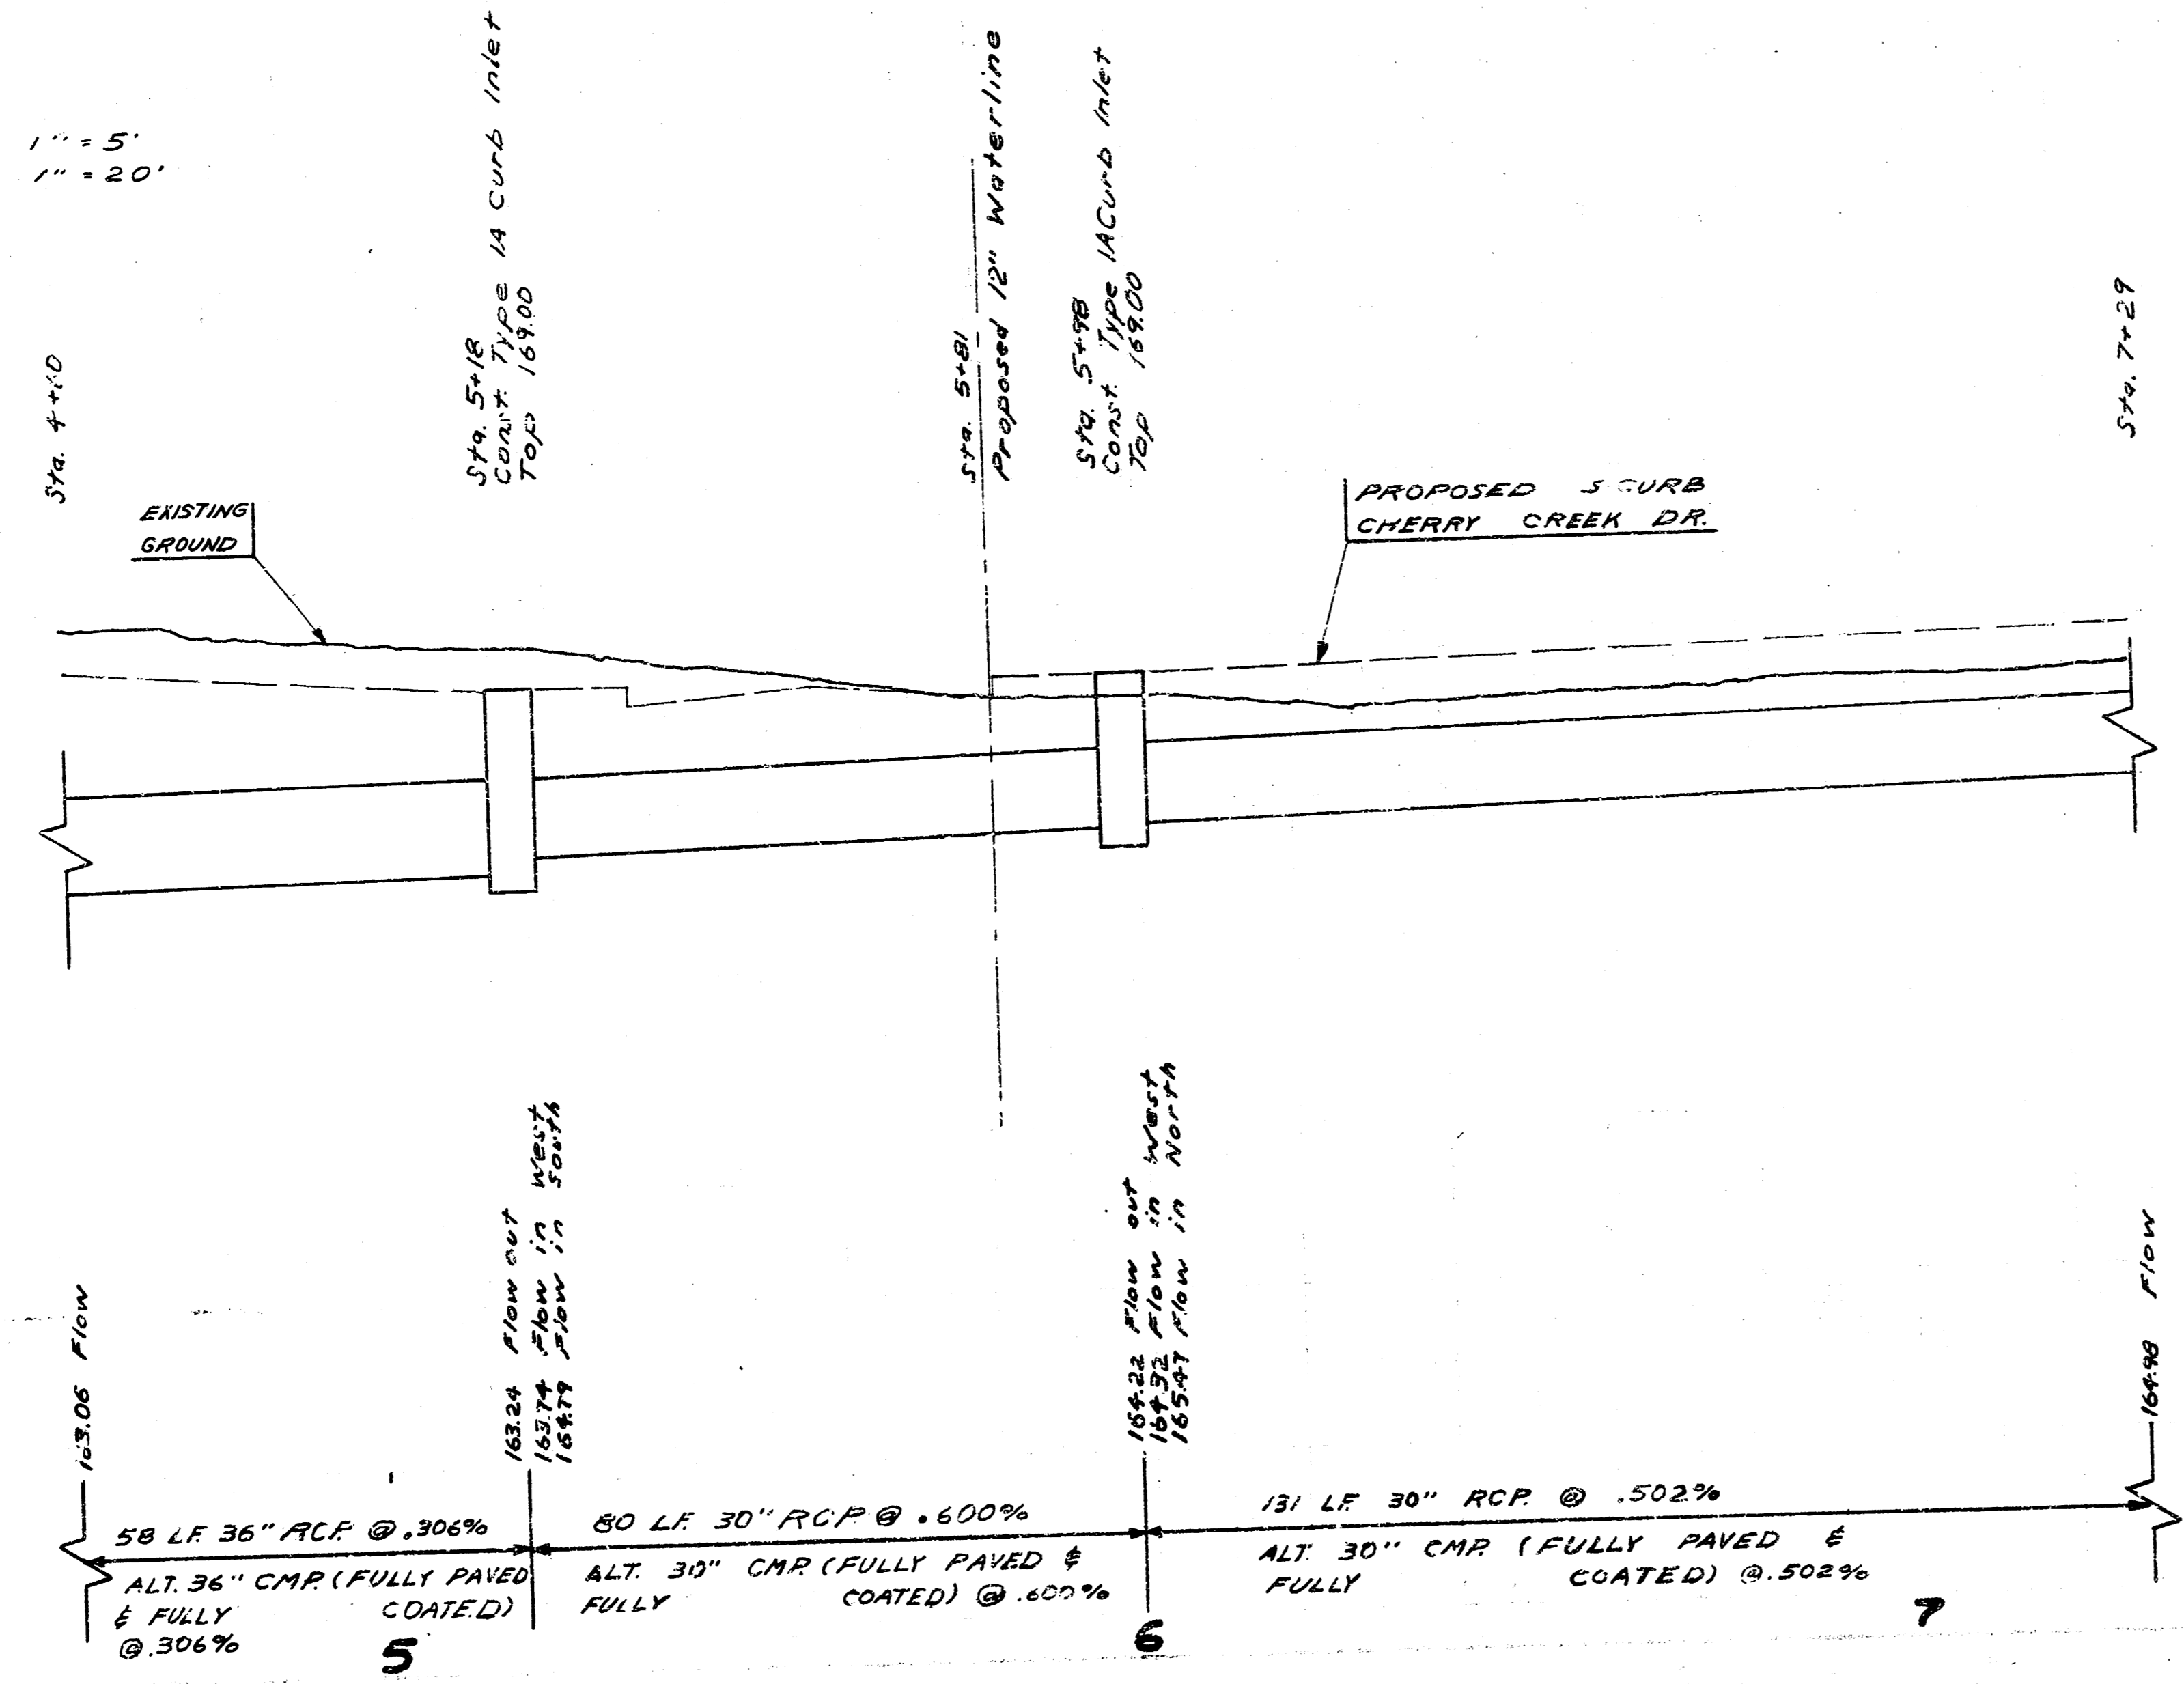 1" = 5'
1" = 20'
Sta. 4+60
Sta. 5+18
Const. Type 1A Curb Inlet
Top 169.00
Sta. 5+81
Proposed 12" Waterline
Sta. 5+98
Const. Type 1A Curb Inlet
Top 169.00
Sta. 7+29
EXISTING
GROUND
PROPOSED S CURB
CHERRY CREEK DR.
163.06 Flow
163.24 Flow out
163.74 Flow in West
164.79 Flow in South
164.22 Flow out
164.32 Flow in West
165.47 Flow in North
164.98 Flow
58 LF. 36" RCP. @ .306%
ALT. 36" CMP. (FULLY PAVED
& FULLY COATED)
@ .306%
80 LF. 30" RCP @ .600%
ALT. 30" CMP. (FULLY PAVED &
FULLY COATED) @ .600%
131 LF. 30" RCP. @ .502%
ALT. 30" CMP. (FULLY PAVED &
FULLY COATED) @ .502%
5
6
7